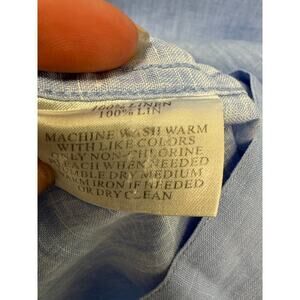 100% LINEN
100% LIN
MACHINE WASH WARM
WITH LIKE COLORS
ONLY NON-CHLORINE
BLEACH WHEN NEEDED
TUMBLE DRY MEDIUM
WARM IRON IF NEEDED
OR DRY CLEAN